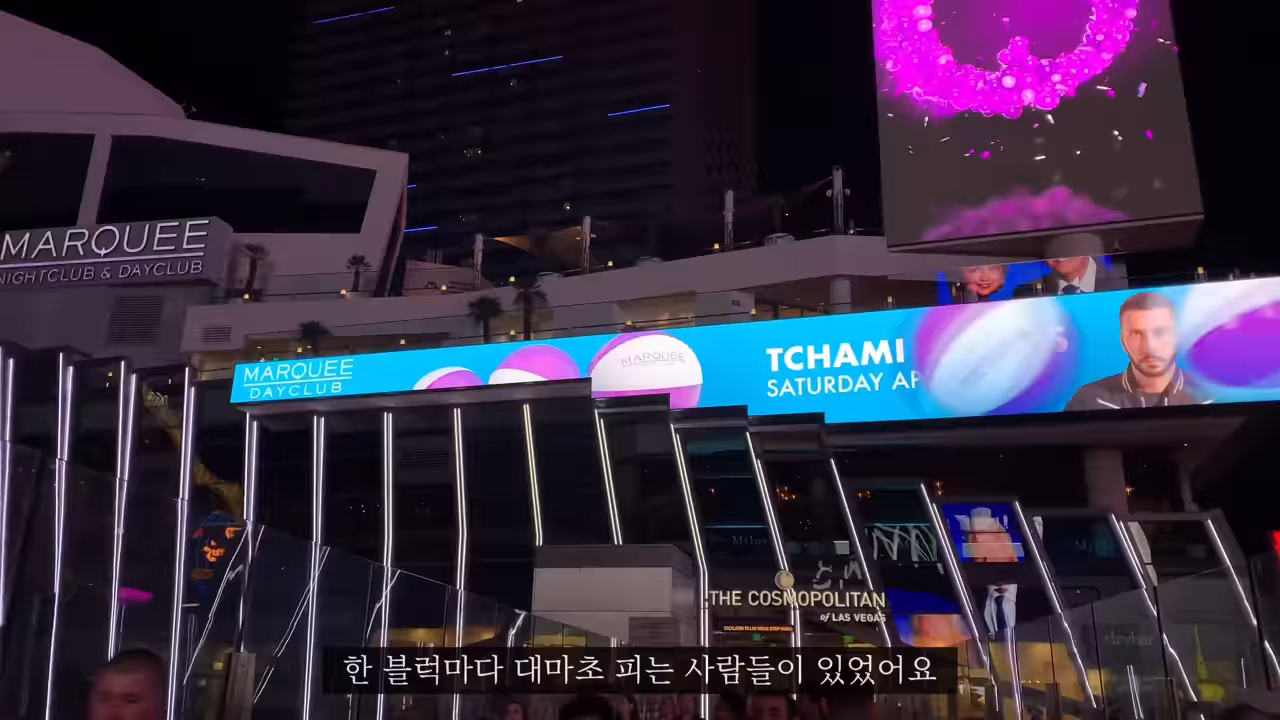 MARQUEE
NIGHTCLUB & DAYCLUB
MARQUEE
DAYCLUB
MARQUEE
TCHAMI
SATURDAY AP
THE COSMOPOLITAN
of LAS VEGAS
한 블럭마다 대마초 피는 사람들이 있었어요